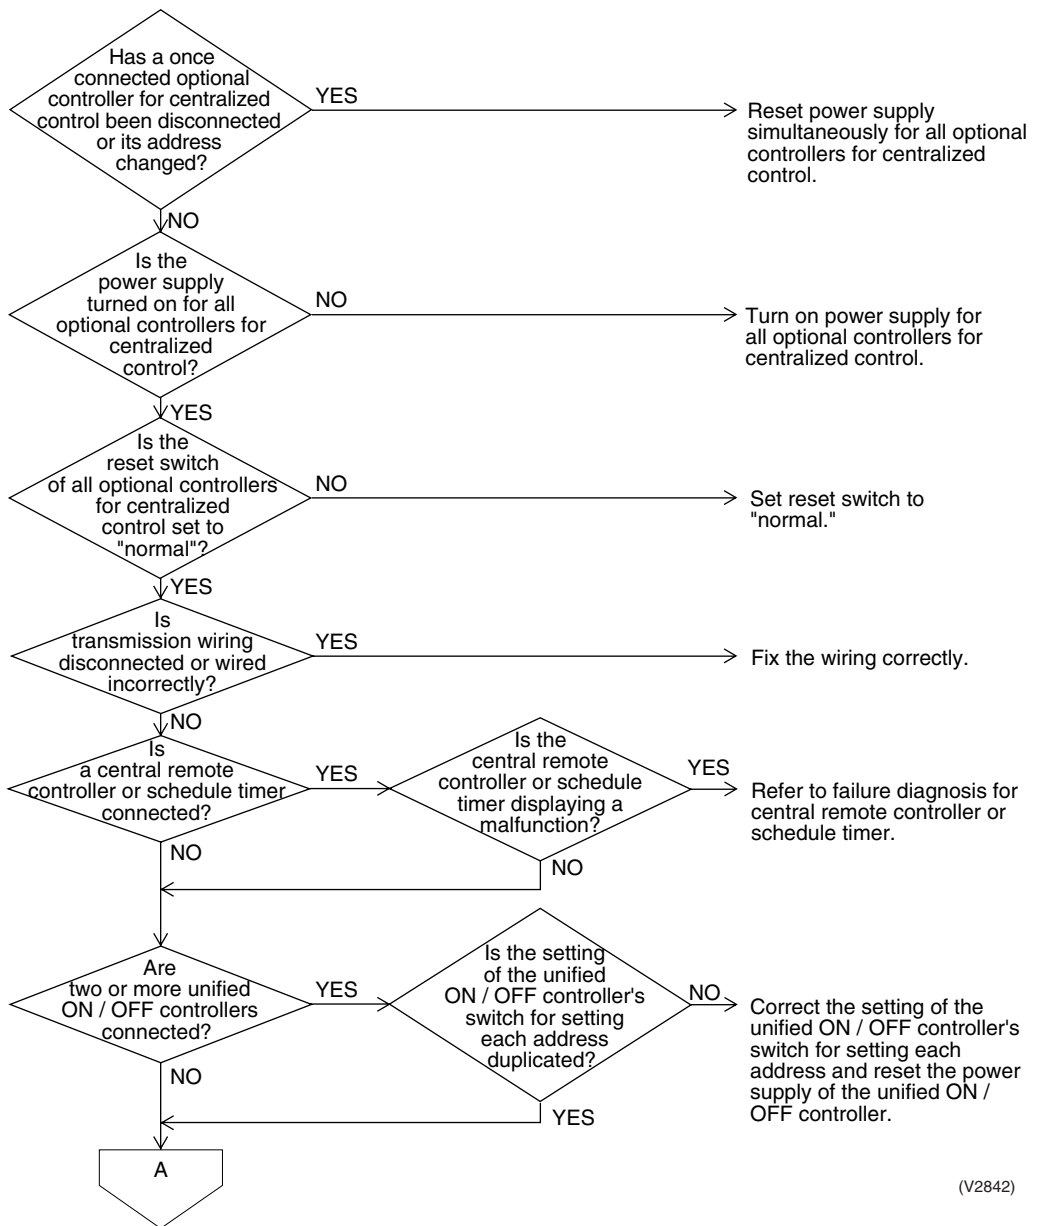 Has a once
connected optional
controller for centralized
control been disconnected
or its address
changed?
YES
Reset power supply
simultaneously for all optional
controllers for centralized
control.
NO
Is the
power supply
turned on for all
optional controllers for
centralized
control?
NO
Turn on power supply for
all optional controllers for
centralized control.
YES
Is the
reset switch
of all optional controllers
for centralized
control set to
"normal"?
NO
Set reset switch to
"normal."
YES
Is
transmission wiring
disconnected or wired
incorrectly?
YES
Fix the wiring correctly.
NO
Is
a central remote
controller or schedule timer
connected?
YES
Is the
central remote
controller or schedule
timer displaying a
malfunction?
YES
Refer to failure diagnosis for
central remote controller or
schedule timer.
NO
NO
Are
two or more unified
ON / OFF controllers
connected?
YES
Is the setting
of the unified
ON / OFF controller's
switch for setting
each address
duplicated?
NO
Correct the setting of the
unified ON / OFF controller's
switch for setting each
address and reset the power
supply of the unified ON /
OFF controller.
NO
YES
A
(V2842)